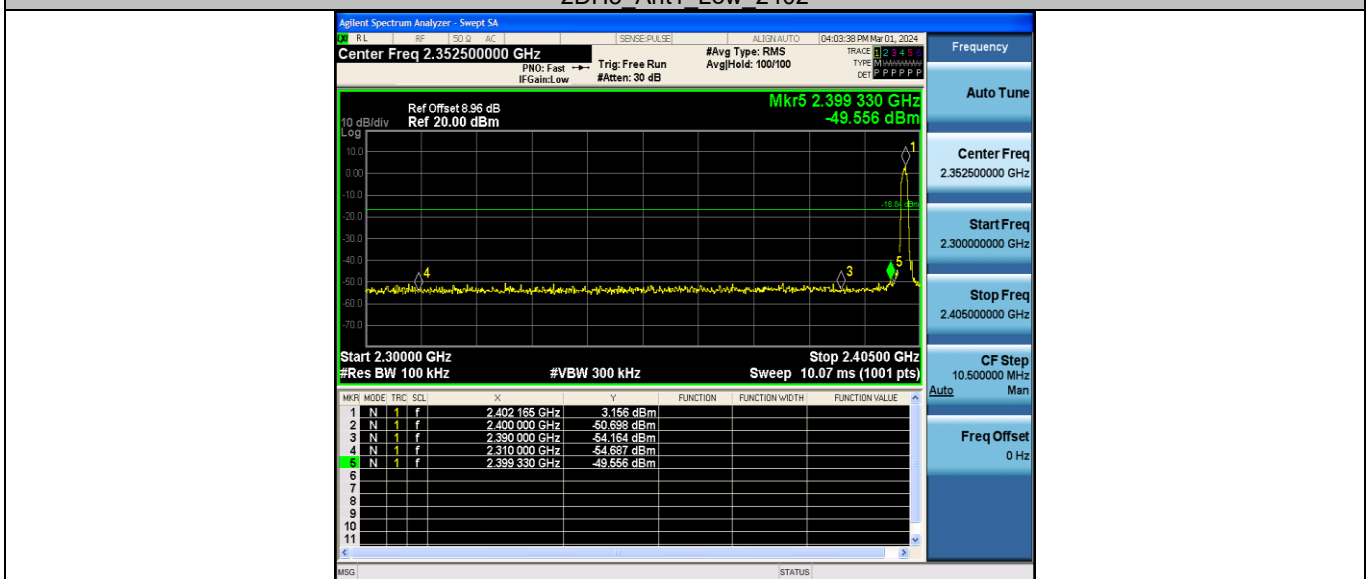 Agilent Spectrum Analyzer - Swept SA
RL RF 50 Ω AC SENSE:PULSE ALIGN AUTO 04:03:38 PM Mar 01, 2024
Center Freq 2.352500000 GHz
PNO: Fast
IFGain:Low
Trig: Free Run
#Atten: 30 dB
#Avg Type: RMS
Avg|Hold: 100/100
TRACE 1 2 3 4 5 6
TYPE M WWWWW
DET P P P P P P
Frequency
Auto Tune
Center Freq
2.352500000 GHz
Start Freq
2.300000000 GHz
Stop Freq
2.405000000 GHz
CF Step
10.500000 MHz
Auto Man
Freq Offset
0 Hz
Ref Offset 8.96 dB
10 dB/div Ref 20.00 dBm
Log
Mkr5 2.399 330 GHz
-49.556 dBm
10.0
0.00
-10.0
-20.0
-30.0
-40.0
-50.0
-60.0
-70.0
1
-16.84 dBm
4
3
5
Start 2.30000 GHz Stop 2.40500 GHz
#Res BW 100 kHz #VBW 300 kHz Sweep 10.07 ms (1001 pts)
MKR MODE TRC SCL X Y FUNCTION FUNCTION WIDTH FUNCTION VALUE
1 N 1 f 2.402 165 GHz 3.156 dBm
2 N 1 f 2.400 000 GHz -50.698 dBm
3 N 1 f 2.390 000 GHz -54.164 dBm
4 N 1 f 2.310 000 GHz -54.687 dBm
5 N 1 f 2.399 330 GHz -49.556 dBm
6
7
8
9
10
11
MSG STATUS